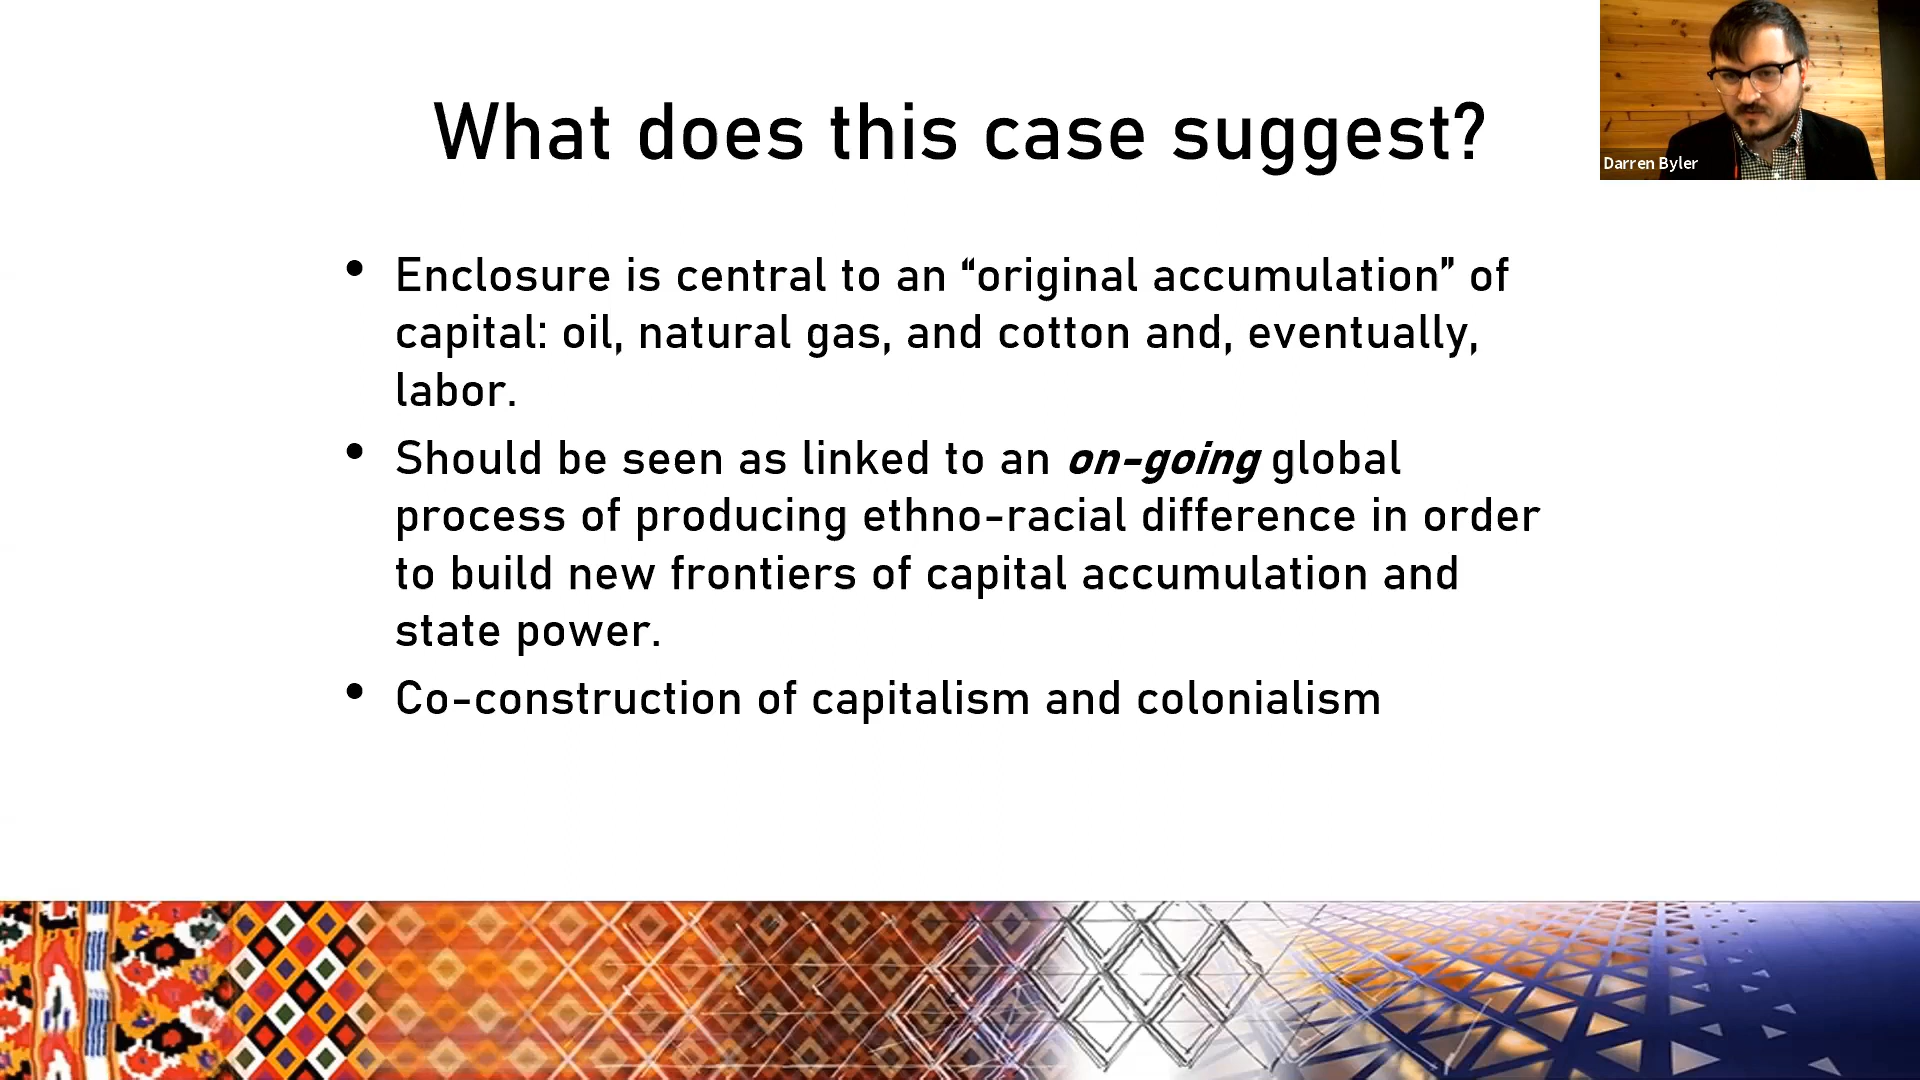 What does this case suggest?
Darren Byler
• Enclosure is central to an “original accumulation” of
capital: oil, natural gas, and cotton and, eventually,
labor.
• Should be seen as linked to an on-going global
process of producing ethno-racial difference in order
to build new frontiers of capital accumulation and
state power.
• Co-construction of capitalism and colonialism